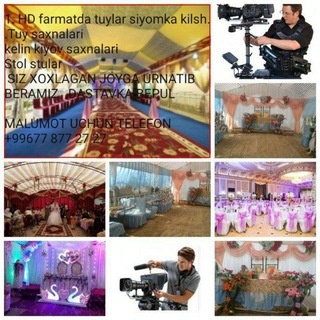 1. HD farmatda tuylar siyomka kilsh.
.Tuy saxnalari
kelin kiyov saxnalari
Stol stular
SIZ XOXLAGAN JOYGA URNATIB
BERAMIZ. DASTAVKA BEPUL
MALUMOT UCHUN TELEFON
+99677 877 27 27